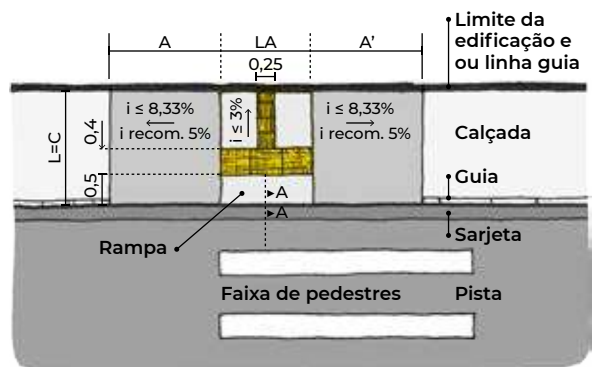 A
LA
A’
0,25
Limite da
edificação e
ou linha guia
i ≤ 8,33%
i recom. 5%
i ≤ 3%
i ≤ 8,33%
i recom. 5%
L=C
0,4
0,5
Calçada
Guia
A
A
Rampa
Sarjeta
Faixa de pedestres
Pista